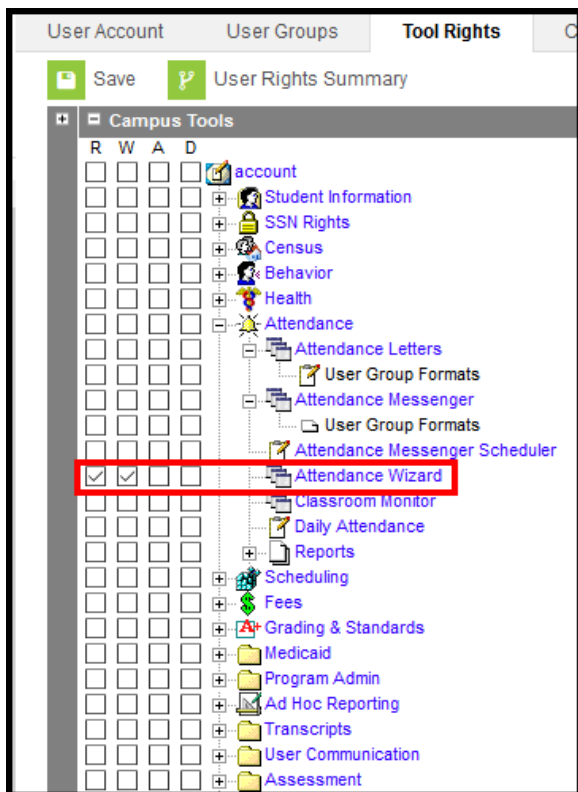 User Account User Groups Tool Rights C
Save User Rights Summary
Campus Tools
R W A D
account
Student Information
SSN Rights
Census
Behavior
Health
Attendance
Attendance Letters
User Group Formats
Attendance Messenger
User Group Formats
Attendance Messenger Scheduler
Attendance Wizard
Classroom Monitor
Daily Attendance
Reports
Scheduling
Fees
A+ Grading & Standards
Medicaid
Program Admin
Ad Hoc Reporting
Transcripts
User Communication
Assessment